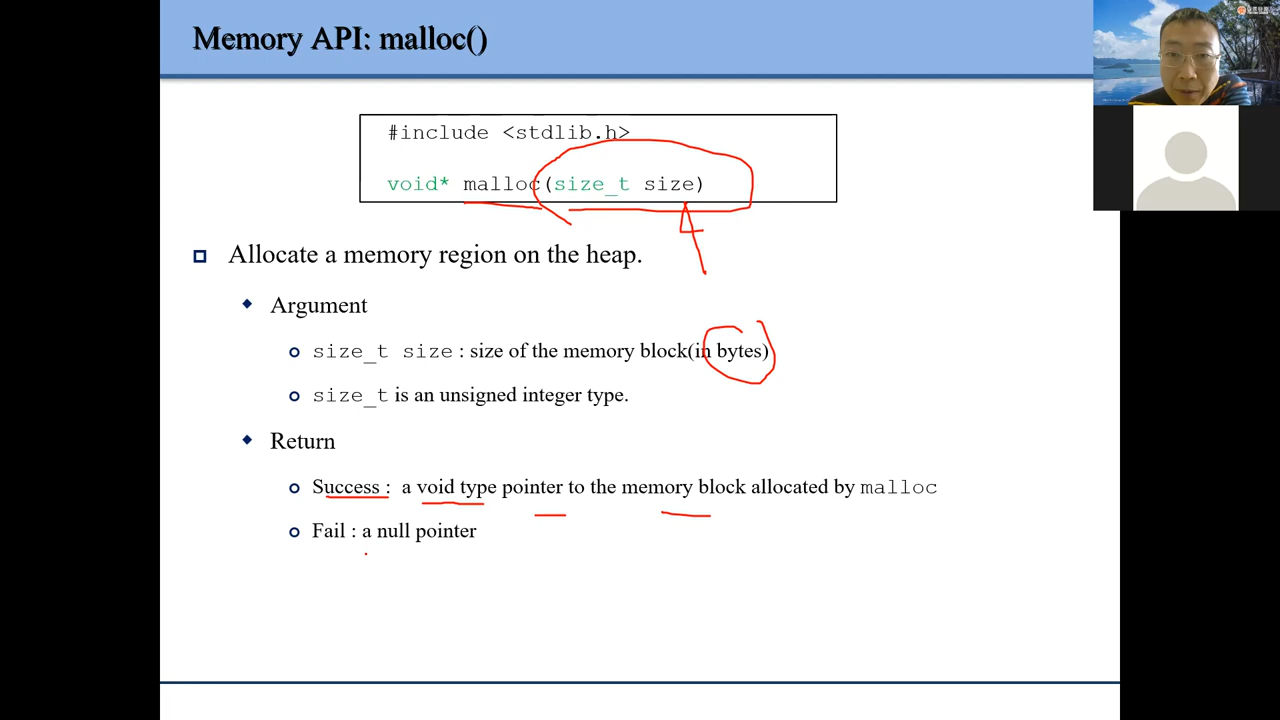 Memory API: malloc()
#include <stdlib.h>
void* malloc(size_t size)
Allocate a memory region on the heap.
Argument
size_t size : size of the memory block(in bytes)
size_t is an unsigned integer type.
Return
Success : a void type pointer to the memory block allocated by malloc
Fail : a null pointer